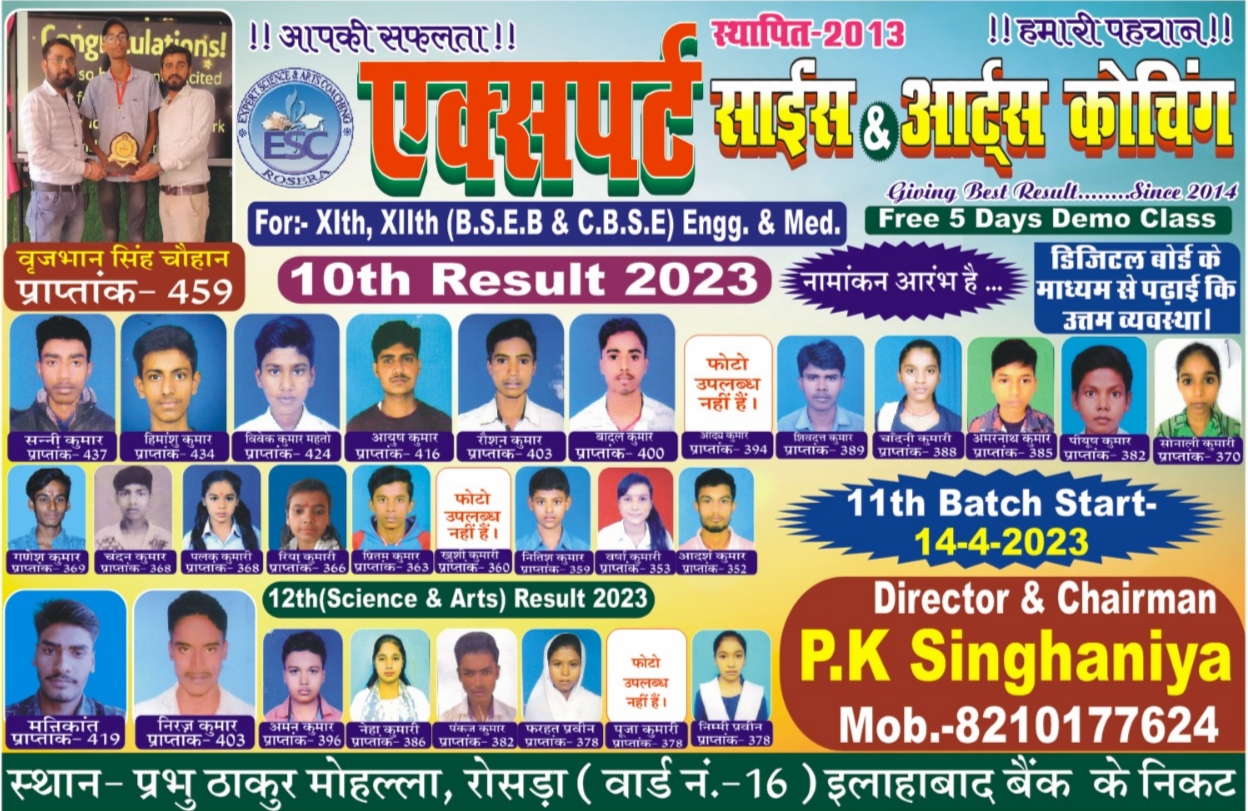 Congratulations!
!! आपकी सफलता !!
स्थापित-2013
!! हमारी पहचान !!
EXPERT SCIENCE & ARTS COACHING
ESC
ROSERA
एक्सपर्ट साईंस & आर्ट्स कोचिंग
Giving Best Result........Since 2014
For:- XIth, XIIth (B.S.E.B & C.B.S.E) Engg. & Med.
Free 5 Days Demo Class
वृजभान सिंह चौहान
प्राप्तांक- 459
10th Result 2023
नामांकन आरंभ है ...
डिजिटल बोर्ड के
माध्यम से पढ़ाई कि
उत्तम व्यवस्था।
सन्नी कुमार
प्राप्तांक- 437
हिमांशु कुमार
प्राप्तांक- 434
विवेक कुमार महतो
प्राप्तांक- 424
आयुष कुमार
प्राप्तांक- 416
रौशन कुमार
प्राप्तांक- 403
बादल कुमार
प्राप्तांक- 400
फोटो
उपलब्ध
नहीं हैं ।
कुमार
प्राप्तांक- 394
शिवदत्त कुमार
प्राप्तांक- 389
चाँदनी कुमारी
प्राप्तांक- 388
अमरनाथ कुमार
प्राप्तांक- 385
पीयूष कुमार
प्राप्तांक- 382
सोनाली कुमारी
प्राप्तांक- 370
गणेश कुमार
प्राप्तांक- 369
चंदन कुमार
प्राप्तांक- 368
पलक कुमारी
प्राप्तांक- 368
रिया कुमारी
प्राप्तांक- 366
प्रितम कुमार
प्राप्तांक- 363
फोटो
उपलब्ध
नहीं हैं ।
खुशी कुमारी
प्राप्तांक- 360
नितिश कुमार
प्राप्तांक- 359
वर्षा कुमारी
प्राप्तांक- 353
आदर्श कुमार
प्राप्तांक- 352
11th Batch Start-
14-4-2023
12th(Science & Arts) Result 2023
मनिकांत
प्राप्तांक- 419
निरज कुमार
प्राप्तांक- 403
अमन कुमार
प्राप्तांक- 396
नेहा कुमारी
प्राप्तांक- 386
पंकज कुमार
प्राप्तांक- 382
फरहत प्रवीन
प्राप्तांक- 378
फोटो
उपलब्ध
नहीं हैं ।
पूजा कुमारी
प्राप्तांक- 378
निम्मी प्रवीन
प्राप्तांक- 378
Director & Chairman
P.K Singhaniya
Mob.-8210177624
स्थान- प्रभु ठाकुर मोहल्ला, रोसड़ा ( वार्ड नं.-16 ) इलाहाबाद बैंक के निकट